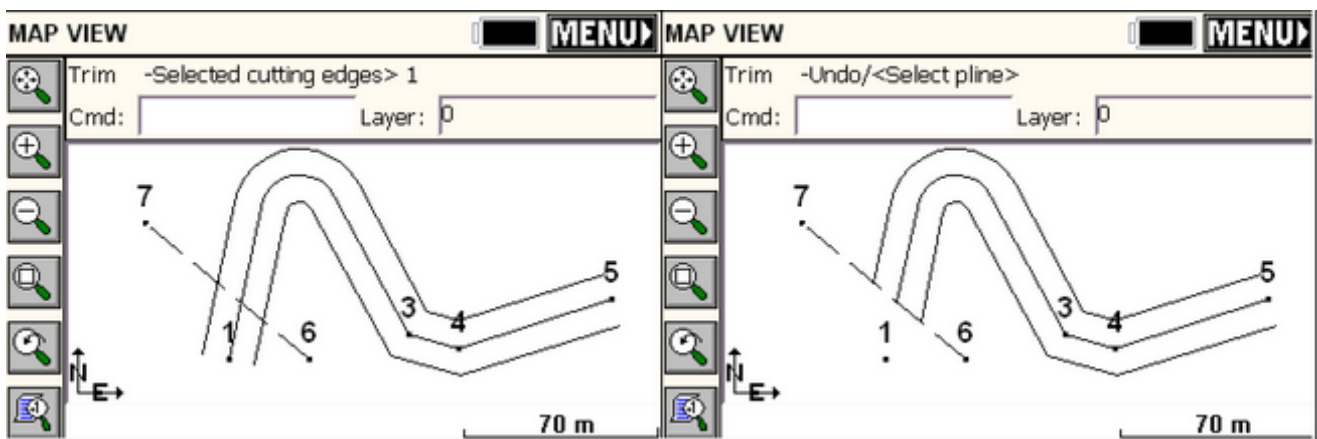 MAP VIEW MENU
Trim -Selected cutting edges> 1
Cmd: Layer: 0
7
5
3
4
1
6
N
E
70 m
MAP VIEW MENU
Trim -Undo/<Select pline>
Cmd: Layer: 0
7
5
3
4
1
6
N
E
70 m